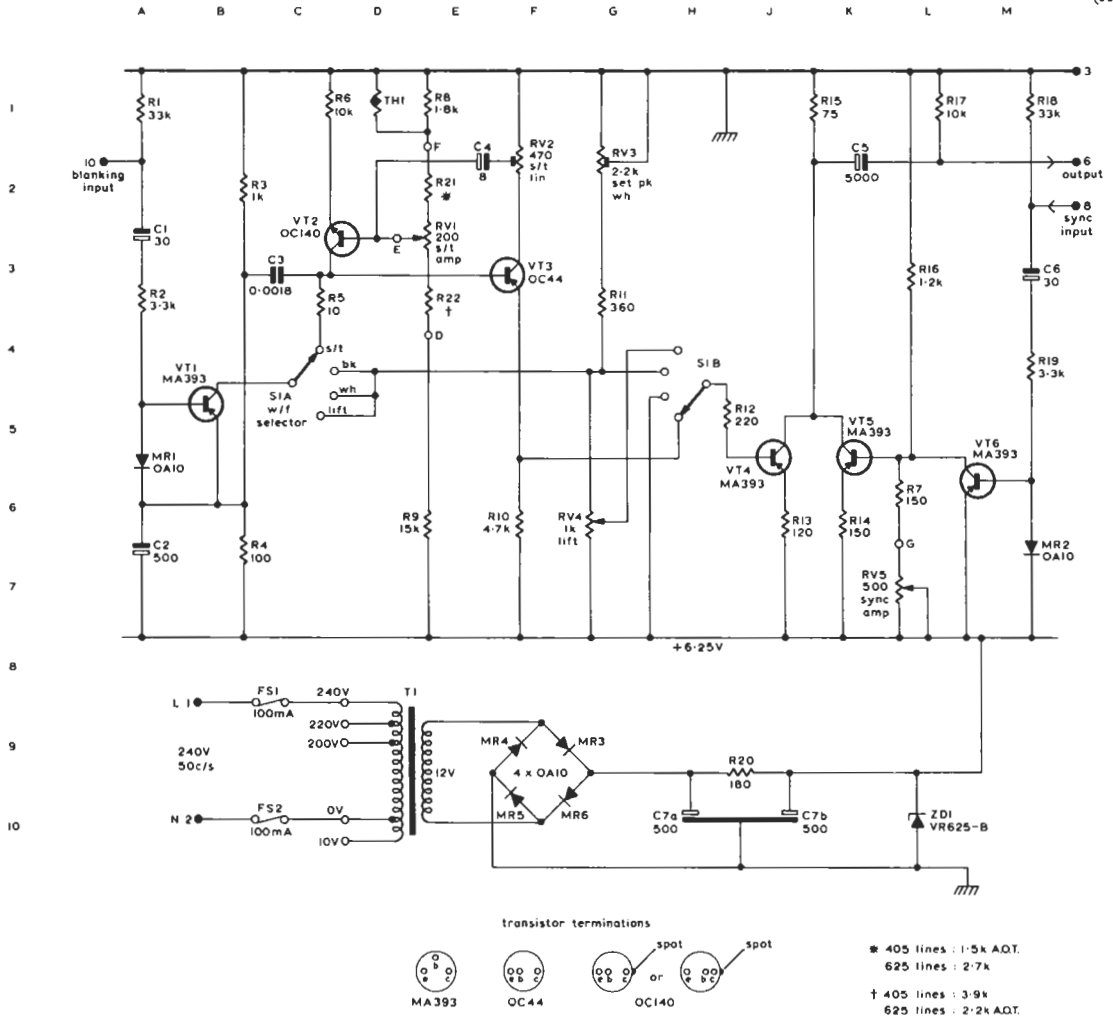 A B C D E F G H J K L M
1
2
3
4
5
6
7
8
9
10
3
R1
33k
R6
10k
TH1
R8
1·8k
R15
75
R17
10k
R18
33k
F
C4
8
RV2
470
s/t
lin
RV3
2·2k
set pk
wh
C5
5000
6
output
10
blanking
input
R3
1k
R21
*
8
sync
input
C1
30
VT2
OC140
E
RV1
200
s/t
amp
C3
0·0018
VT3
OC44
R16
1·2k
C6
30
R2
3·3k
R5
10
R22
†
R11
360
D
s/t
S1B
R19
3·3k
VT1
MA393
bk
S1A
w/f
selector
wh
lift
R12
220
VT5
MA393
VT6
MA393
MR1
OA10
VT4
MA393
R7
150
C2
500
R4
100
R9
15k
R10
4·7k
RV4
1k
lift
R13
120
R14
150
G
MR2
OA10
RV5
500
sync
amp
+6·25V
L 1
FS1
100mA
240V
T1
220V
200V
240V
50c/s
12V
MR4
MR3
4 x OA10
MR5
MR6
R20
180
N 2
FS2
100mA
0V
10V
C7a
500
C7b
500
ZD1
VR625-B
transistor terminations
spot
spot
b
e c
e b c
e b c
or
e b c
MA393
OC44
OC140
* 405 lines : 1·5k A.O.T.
625 lines : 2·7k
† 405 lines : 3·9k
625 lines : 2·2k A.O.T.